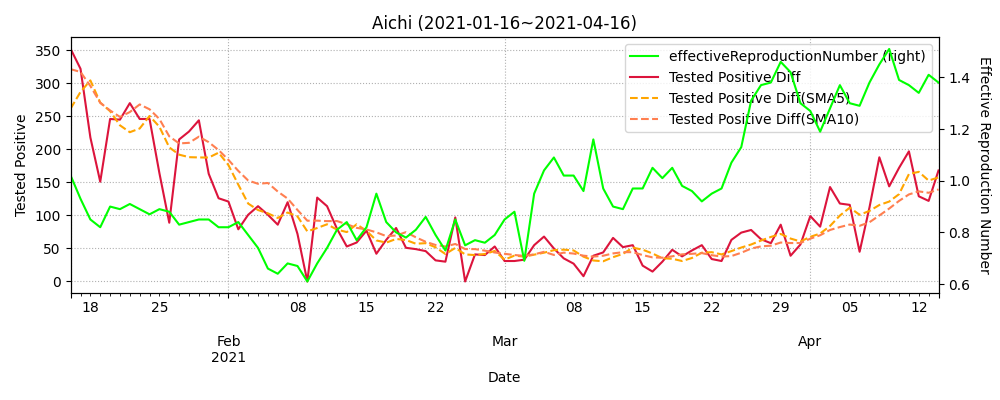 Aichi (2021-01-16~2021-04-16)
effectiveReproductionNumber (right)
Tested Positive Diff
Tested Positive Diff(SMA5)
Tested Positive Diff(SMA10)
Tested Positive
350
300
250
200
150
100
50
0
Effective Reproduction Number
1.4
1.2
1.0
0.8
0.6
18 25 08 15 22 08 15 22 29 05 12
Feb Mar Apr
2021
Date